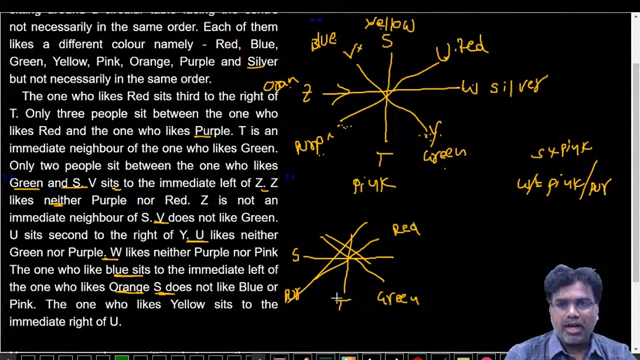 sitting around a circular table facing the centre
not necessarily in the same order. Each of them
likes a different colour namely - Red, Blue,
Green, Yellow, Pink, Orange, Purple and Silver
but not necessarily in the same order.
The one who likes Red sits third to the right of
T. Only three people sit between the one who
likes Red and the one who likes Purple. T is an
immediate neighbour of the one who likes Green.
Only two people sit between the one who likes
Green and S. V sits to the immediate left of Z. Z
likes neither Purple nor Red. Z is not an
immediate neighbour of S. V does not like Green.
U sits second to the right of Y. U likes neither
Green nor Purple. W likes neither Purple nor Pink
The one who like blue sits to the immediate left
of the one who likes Orange S does not like Blue or
Pink. The one who likes Yellow sits to the
immediate right of U.
Yellow
Blue
S
V
U Red
Oran
Z
W silver
Purp
Y
Green
T
Pink
S x Pink
W x Pink/Pur
Red
S
Pur
T
Green